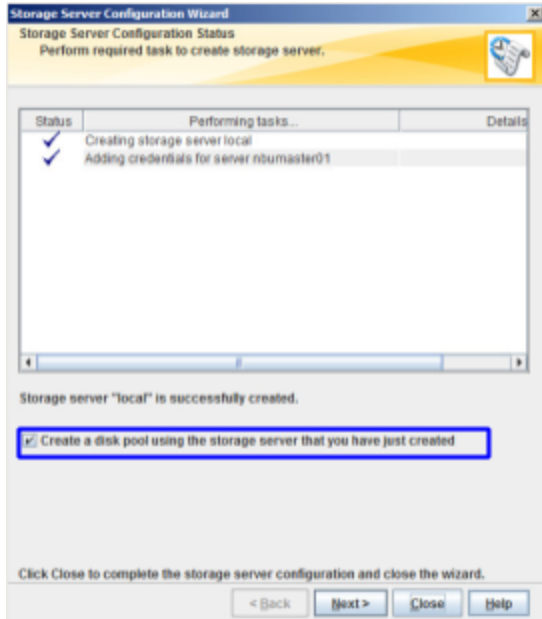 Storage Server Configuration Wizard
Storage Server Configuration Status
Perform required task to create storage server.
Status Performing tasks... Details
Creating storage server local
Adding credentials for server nbumaster01
Storage server "local" is successfully created.
Create a disk pool using the storage server that you have just created
Click Close to complete the storage server configuration and close the wizard.
< Back Next > Close Help